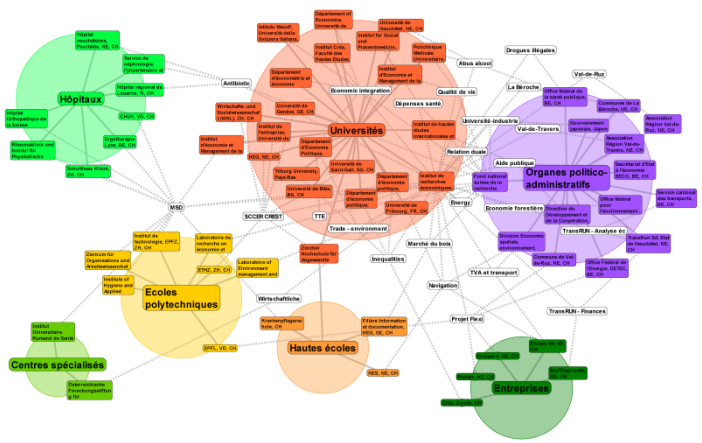 Hôpital
neuchâtelois,
Pourtalès, NE, CH
Service de
néphrologie,
l'hypertension et
Hôpital régional de
Locarno, TI, CH
Hôpitaux
CHUV, VD, CH
Hôpital
Orthopédique de
la Suisse
Ergotherapie
Lyss, BE, CH
Rheumaklinik und
Institut für
Physikalische
Schulthess Klinik,
ZH, CH
Antibiotic
MSD
SCCER CREST
TTE
Trade - environment
Inequalities
Wirtschaftliche
Département of
Economics,
Université de
Università della
Svizzera Italiana,
Université de
Neuchâtel, NE, CH
Institut für Sozial
und
Präventivmedizin,
Institut Créa,
Faculté des
Hautes Etudes
Policlinique
Médicale
Universitaire,
Département
d'économétrie et
économie
Institut
d'Economie et
Management de la
Economic integration
Dépenses santé
Qualité de vie
Abus alcool
Drogues illégales
Val-de-Ruz
La Béroche
Université-industrie
Val-de-Travers
Relation duale
Aide publique
Energy
Economie forestière
Marché du bois
Navigation
TVA et transport
TransRUN - Analyse éc
TransRUN - Finances
Projet Flexi
Wirtschafts- und
Sozialwissenschaf
t (WISO), ZH, CH
Université de
Genève, GE, CH
Institut de
l'entreprise,
Université de
Universités
Institut de hautes
études
internationales et
Institut
d'économie et
Management de la
HEG, NE, CH
Département
d'Economie
Politique,
Université de
Saint-Gall, SG, CH
Tilburg University,
Pays-Bas
Département
d'économie
politique,
Institut de
recherches
économiques
Université de Bâle,
BS, CH
Département
d'économie
politique,
Université de
Fribourg, FR, CH
Zürcher
Hochschule für
Angewandte
Office fédéral de
la santé publique,
BE, CH
Communes de La
Béroche, NE, CH
Gouvernement
japonais, Japon
Association
Région Val-de-
Ruz, NE, CH
Association
Région Val-de-
Travers, NE, CH
Secrétariat d'Etat
à l'économie
SECO, BE, CH
Organes politico-
administratifs
Fond national
suisse de la
recherche
Service cantonal
des transports,
NE, CH
Office fédéral
pour
l'environnement
Direction du
Développement et
de la Coopération,
Division Economie
spatiale,
environnement,
TransRUN SA, Etat
de Neuchâtel, NE,
CH
Commune de Val-
de-Ruz, NE, CH
Office Fédéral de
l'Energie, DETEC,
BE, CH
Institut de
technologie, EPFZ,
ZH, CH
Laboratoire de
recherche en
économie et
Zentrum für
Organisations und
Arbeitswissenschaf
ETHZ, ZH, CH
Laboratory of
Environment
management and
Institute of
Hygiene and
Applied
Ecoles
polytechniques
EPFL, VD, CH
Institut
Universitaire
Romand de Santé
Centres spécialisés
Österreichische
Forschungsstiftun
g für
Krankenpflegeschule, CH
Filière Information
et documentation,
HEG, GE, CH
Hautes écoles
HES, NE, CH
Entreprises